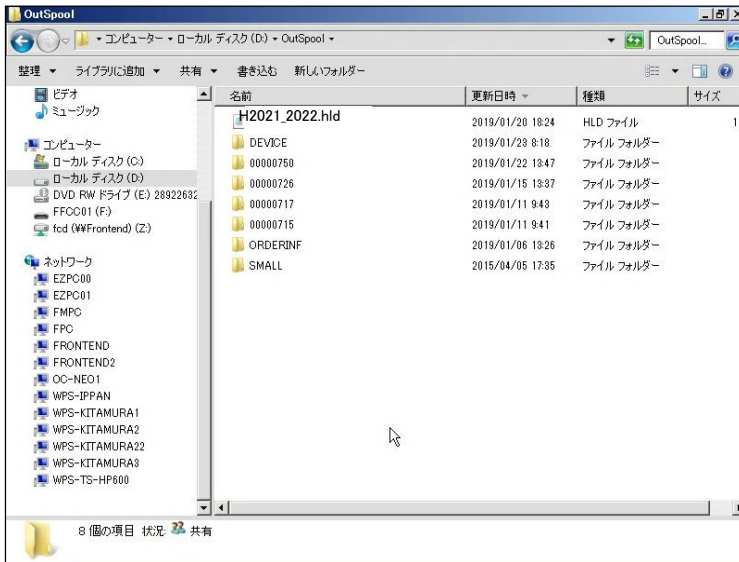 OutSpool
コンピューター ローカル ディスク (D:) OutSpool
OutSpool...
整理 ライブラリに追加 共有 書き込む 新しいフォルダー
ビデオ
ミュージック
コンピューター
ローカル ディスク (C:)
ローカル ディスク (D:)
DVD RW ドライブ (E:) 28922632
FFCC01 (F:)
fcd (¥¥Frontend) (Z:)
ネットワーク
EZPC00
EZPC01
FMPC
FPC
FRONTEND
FRONTEND2
OC-NEO1
WPS-IPPAN
WPS-KITAMURA1
WPS-KITAMURA2
WPS-KITAMURA22
WPS-KITAMURA3
WPS-TS-HP600
名前 更新日時 種類 サイズ
H2021_2022.hld 2019/01/20 18:24 HLD ファイル 1
DEVICE 2019/01/23 8:18 ファイル フォルダー
00000750 2019/01/22 13:47 ファイル フォルダー
00000726 2019/01/15 13:37 ファイル フォルダー
00000717 2019/01/11 9:43 ファイル フォルダー
00000715 2019/01/11 9:41 ファイル フォルダー
ORDERINF 2019/01/06 13:26 ファイル フォルダー
SMALL 2015/04/05 17:35 ファイル フォルダー
8 個の項目 状況: 共有